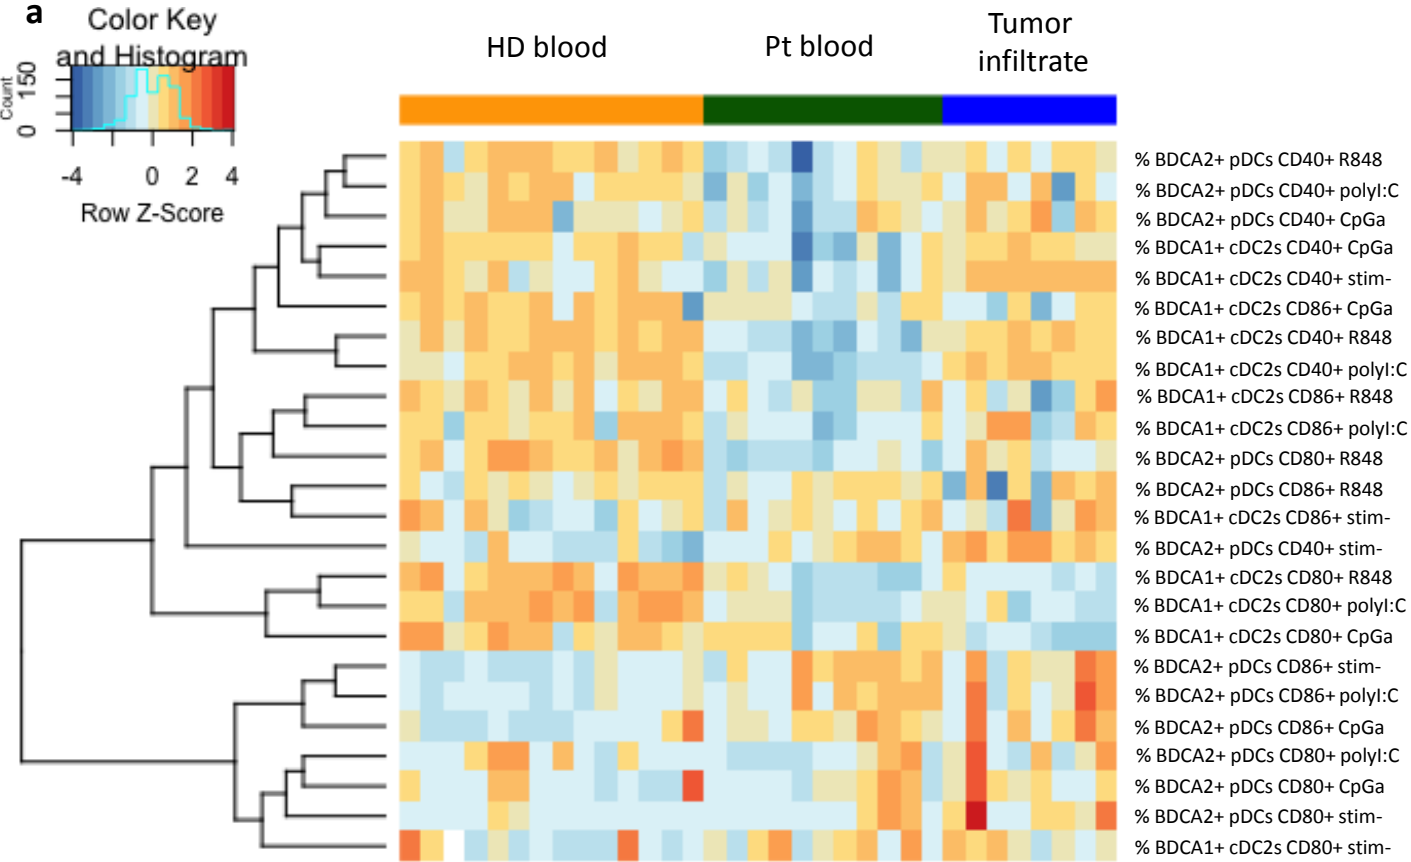 a
Color Key
and Histogram
Count
0
150
-4
0
2
4
Row Z-Score
HD blood
Pt blood
Tumor
infiltrate
% BDCA2+ pDCs CD40+ R848
% BDCA2+ pDCs CD40+ polyI:C
% BDCA2+ pDCs CD40+ CpGa
% BDCA1+ cDC2s CD40+ CpGa
% BDCA1+ cDC2s CD40+ stim-
% BDCA1+ cDC2s CD86+ CpGa
% BDCA1+ cDC2s CD40+ R848
% BDCA1+ cDC2s CD40+ polyI:C
% BDCA1+ cDC2s CD86+ R848
% BDCA1+ cDC2s CD86+ polyI:C
% BDCA2+ pDCs CD80+ R848
% BDCA2+ pDCs CD86+ R848
% BDCA1+ cDC2s CD86+ stim-
% BDCA2+ pDCs CD40+ stim-
% BDCA1+ cDC2s CD80+ R848
% BDCA1+ cDC2s CD80+ polyI:C
% BDCA1+ cDC2s CD80+ CpGa
% BDCA2+ pDCs CD86+ stim-
% BDCA2+ pDCs CD86+ polyI:C
% BDCA2+ pDCs CD86+ CpGa
% BDCA2+ pDCs CD80+ polyI:C
% BDCA2+ pDCs CD80+ CpGa
% BDCA2+ pDCs CD80+ stim-
% BDCA1+ cDC2s CD80+ stim-